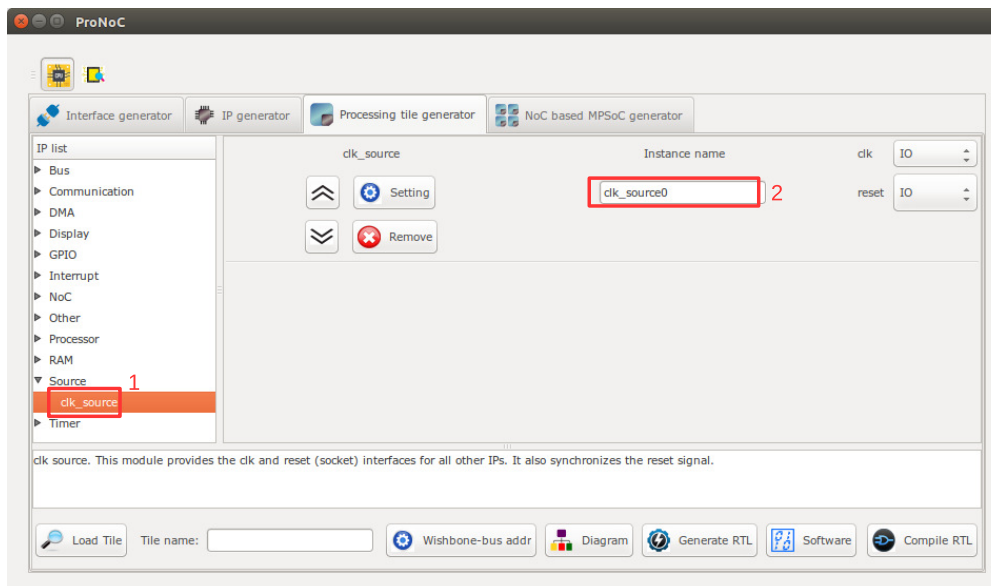 ProNoC
Interface generator
IP generator
Processing tile generator
NoC based MPSoC generator
IP list
Bus
Communication
DMA
Display
GPIO
Interrupt
NoC
Other
Processor
RAM
Source
1
clk_source
Timer
clk_source
Instance name
clk
IO
Setting
clk_source0
2
reset
IO
Remove
clk source. This module provides the clk and reset (socket) interfaces for all other IPs. It also synchronizes the reset signal.
Load Tile
Tile name:
Wishbone-bus addr
Diagram
Generate RTL
Software
Compile RTL